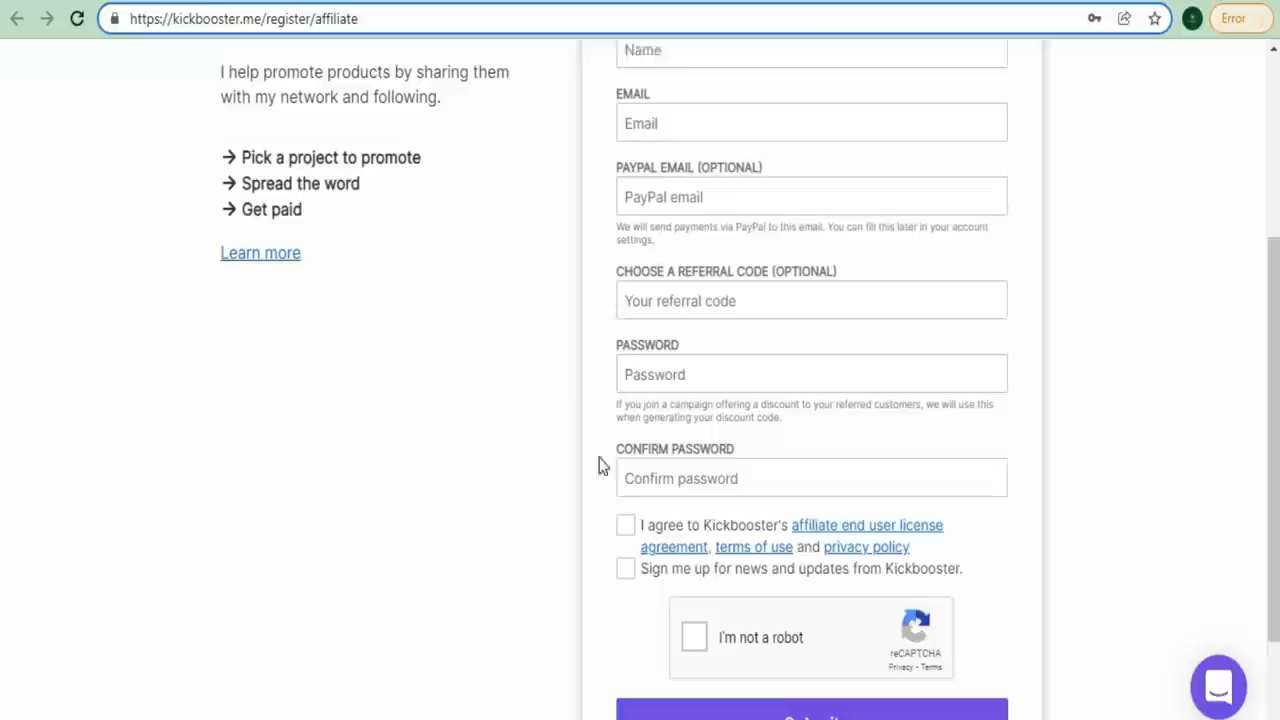 https://kickbooster.me/register/affiliate
Error
I help promote products by sharing them
with my network and following.
→ Pick a project to promote
→ Spread the word
→ Get paid
Learn more
Name
EMAIL
Email
PAYPAL EMAIL (OPTIONAL)
PayPal email
We will send payments via PayPal to this email. You can fill this later in your account
settings.
CHOOSE A REFERRAL CODE (OPTIONAL)
Your referral code
PASSWORD
Password
If you join a campaign offering a discount to your referred customers, we will use this
when generating your discount code.
CONFIRM PASSWORD
Confirm password
I agree to Kickbooster's affiliate end user license
agreement, terms of use and privacy policy
Sign me up for news and updates from Kickbooster.
I'm not a robot
reCAPTCHA
Privacy - Terms